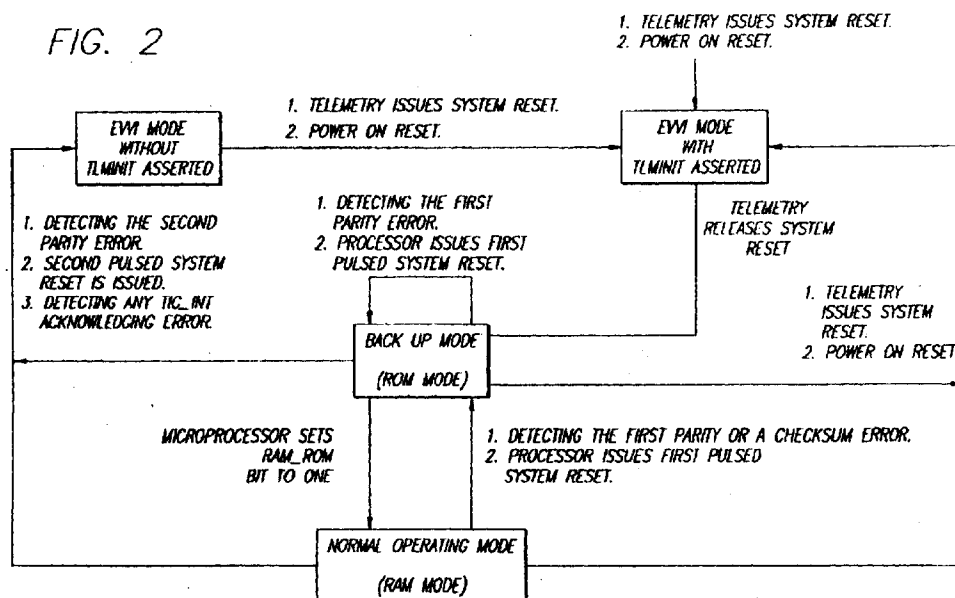 FIG. 2
1. TELEMETRY ISSUES SYSTEM RESET.
2. POWER ON RESET.
1. TELEMETRY ISSUES SYSTEM RESET.
2. POWER ON RESET.
EVVI MODE
WITHOUT
TLMINIT ASSERTED
EVVI MODE
WITH
TLMINIT ASSERTED
1. DETECTING THE SECOND
PARITY ERROR.
2. SECOND PULSED SYSTEM
RESET IS ISSUED.
3. DETECTING ANY TIC_INT
ACKNOWLEDGING ERROR.
1. DETECTING THE FIRST
PARITY ERROR.
2. PROCESSOR ISSUES FIRST
PULSED SYSTEM RESET.
TELEMETRY
RELEASES SYSTEM
RESET
1. TELEMETRY
ISSUES SYSTEM
RESET.
2. POWER ON RESET
BACK UP MODE
(ROM MODE)
MICROPROCESSOR SETS
RAM_ROM
BIT TO ONE
1. DETECTING THE FIRST PARITY OR A CHECKSUM ERROR.
2. PROCESSOR ISSUES FIRST PULSED
SYSTEM RESET.
NORMAL OPERATING MODE
(RAM MODE)